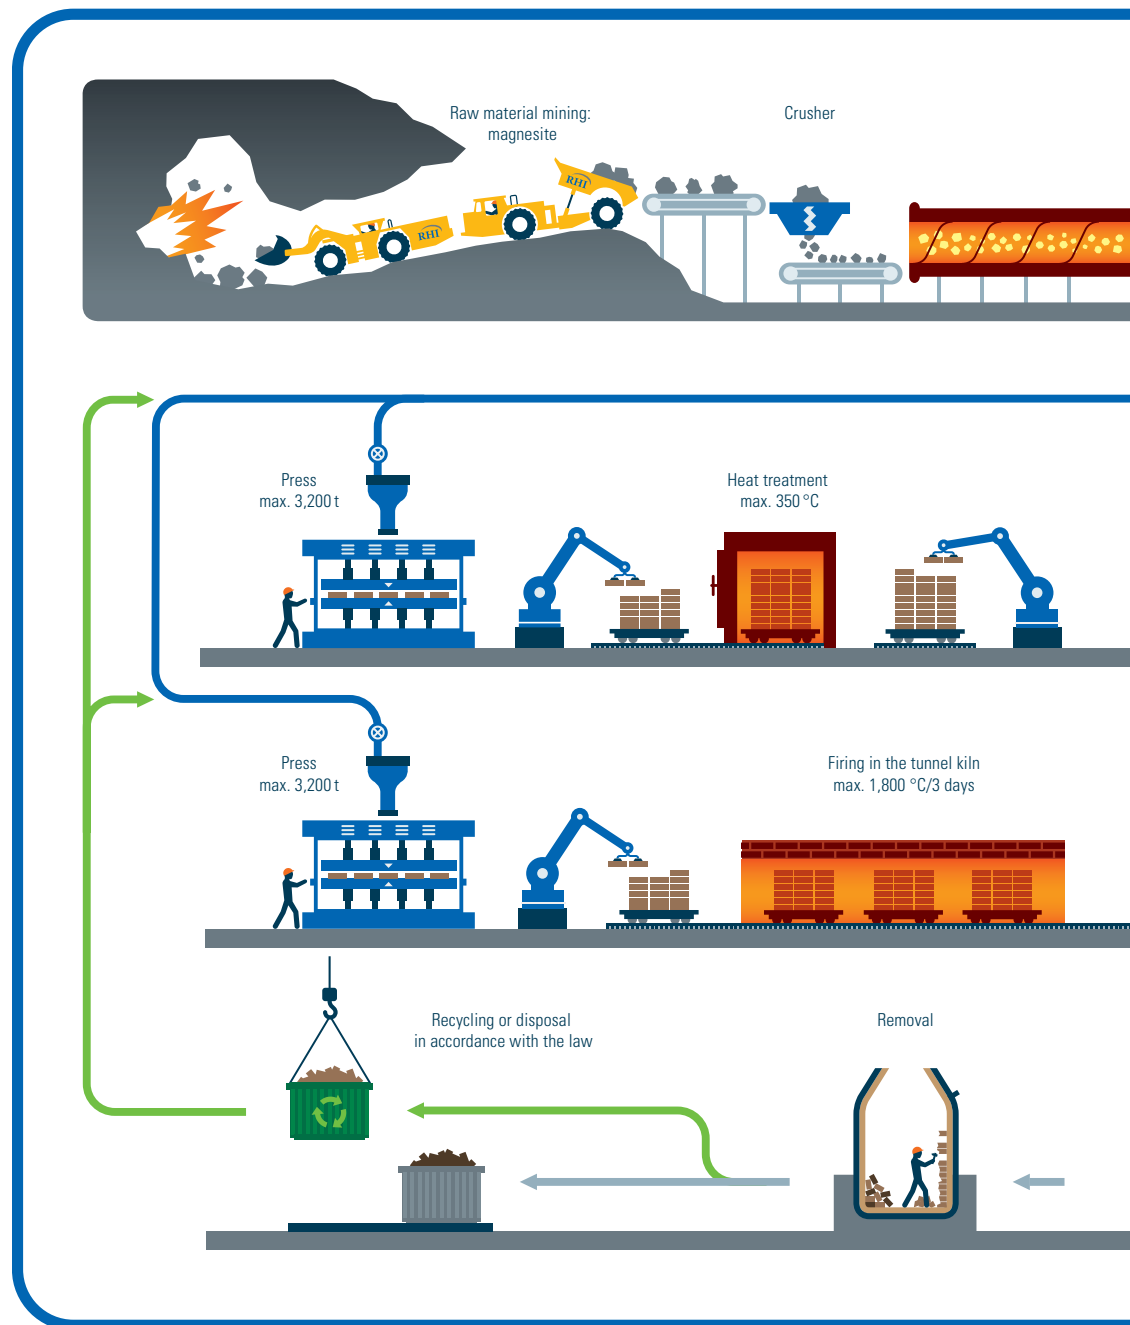 Raw material mining:
magnesite
Crusher
RHI
RHI
Press
max. 3,200 t
Heat treatment
max. 350 °C
Press
max. 3,200 t
Firing in the tunnel kiln
max. 1,800 °C/3 days
Recycling or disposal
in accordance with the law
Removal